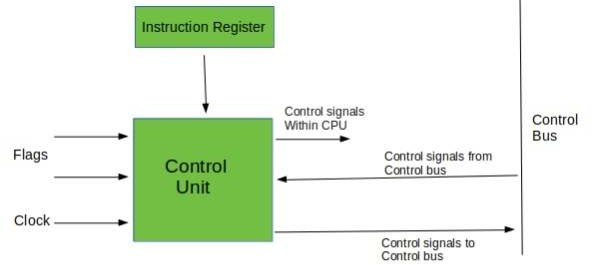 Instruction Register
Control signals
Within CPU
Control
Bus
Flags
Control
Unit
Control signals from
Control bus
Clock
Control signals to
Control bus